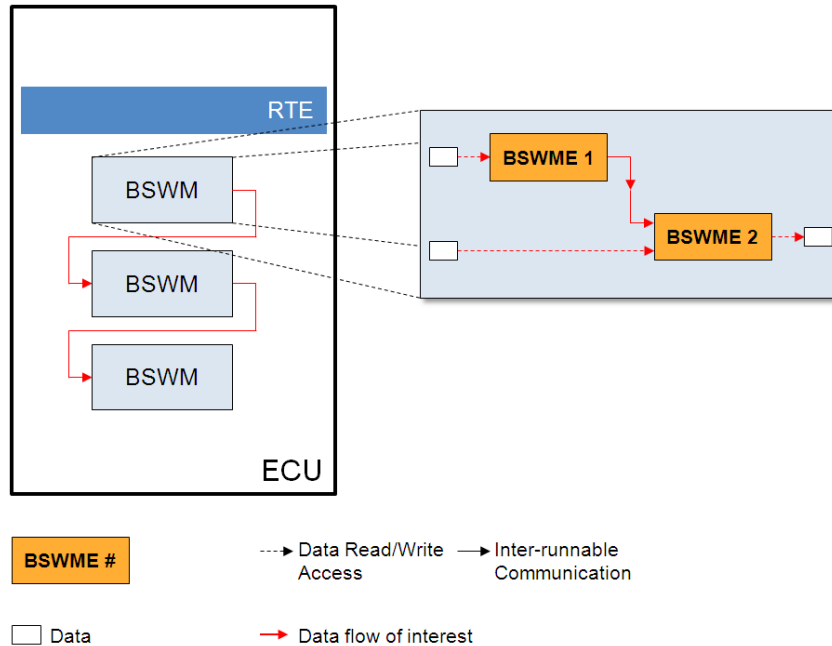 RTE
BSWM
BSWM
BSWM
ECU
BSWME 1
BSWME 2
BSWME #
Data Read/Write
Access
Inter-runnable
Communication
Data
Data flow of interest